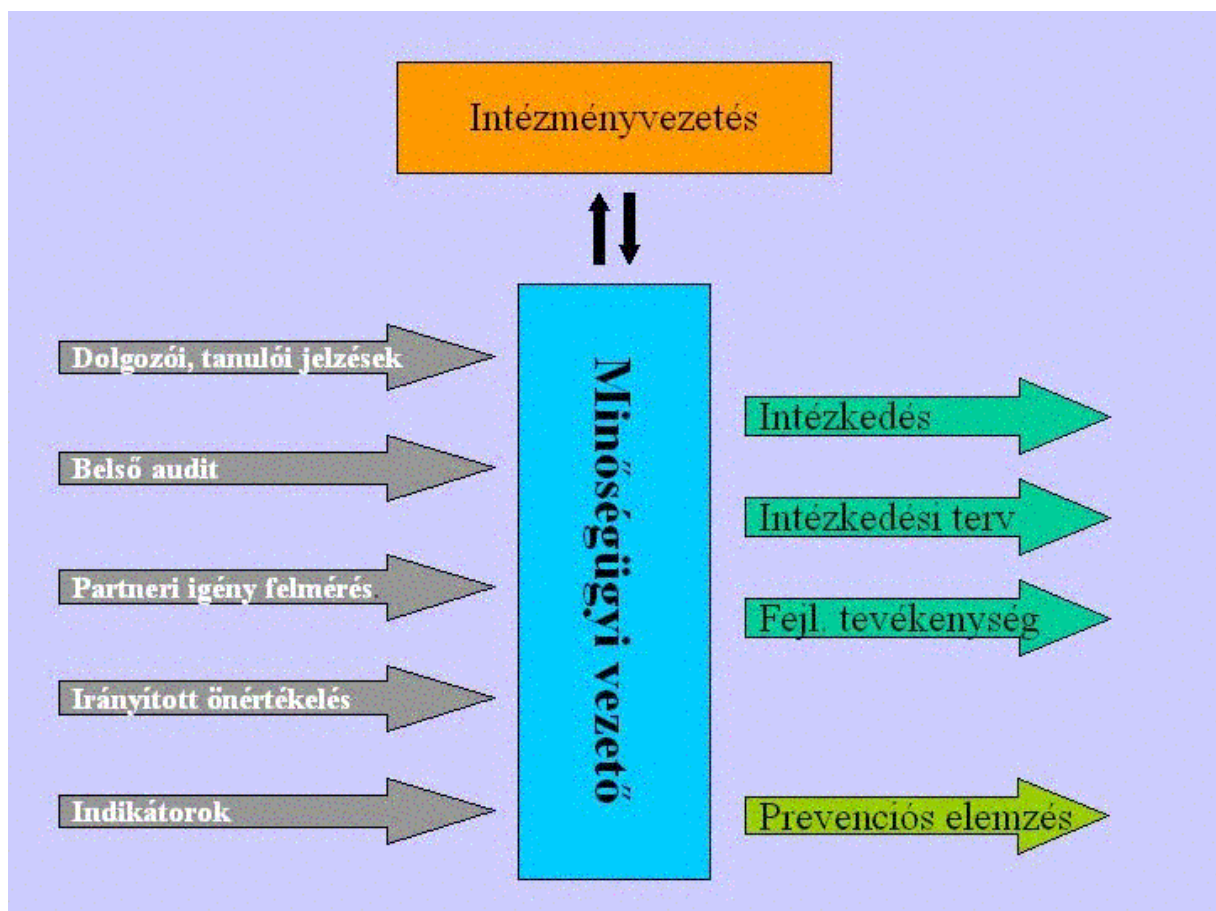 Intézményvezetés
Dolgozói, tanulói jelzések
Belső audit
Partneri igény felmérés.
Irányított önértékelés
Indikátorok
Minőségügyi vezető
Intézkedés
Intézkedési terv
Fejl. tevékenység
Prevenciós elemzés